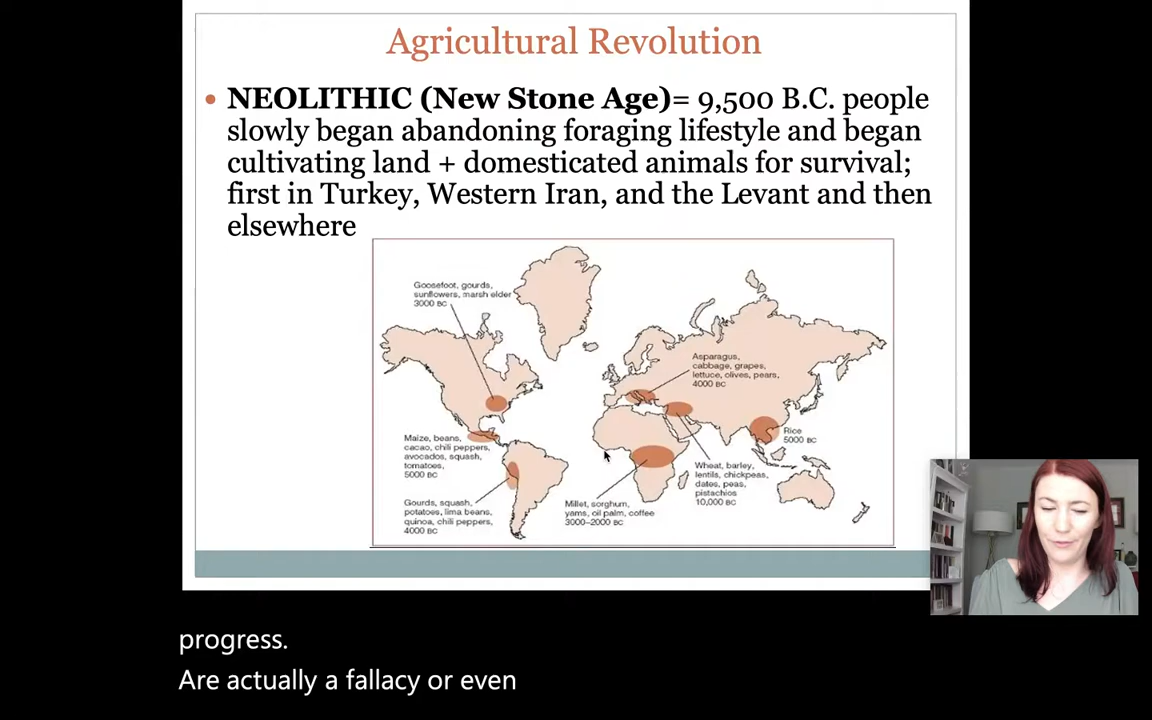 Agricultural Revolution
NEOLITHIC (New Stone Age)= 9,500 B.C. people
slowly began abandoning foraging lifestyle and began
cultivating land + domesticated animals for survival;
first in Turkey, Western Iran, and the Levant and then
elsewhere
Goosefoot, gourds,
sunflowers, marsh elder
3000 BC
Asparagus,
cabbage, grapes,
lettuce, olives, pears,
4000 BC
Rice
5000 BC
Maize, beans,
cacao, chili peppers,
avocados, squash,
tomatoes,
5000 BC
Wheat, barley,
lentils, chickpeas,
dates, peas,
pistachios
10,000 BC
Gourds, squash,
potatoes, lima beans,
quinoa, chili peppers,
4000 BC
Millet, sorghum,
yams, oil palm, coffee
3000–2000 BC
progress.
Are actually a fallacy or even